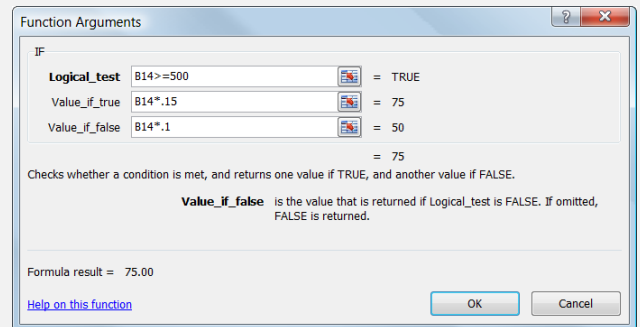 Function Arguments
?
X
IF
Logical_test B14>=500 = TRUE
Value_if_true B14*.15 = 75
Value_if_false B14*.1 = 50
= 75
Checks whether a condition is met, and returns one value if TRUE, and another value if FALSE.
Value_if_false is the value that is returned if Logical_test is FALSE. If omitted,
FALSE is returned.
Formula result = 75.00
Help on this function
OK
Cancel